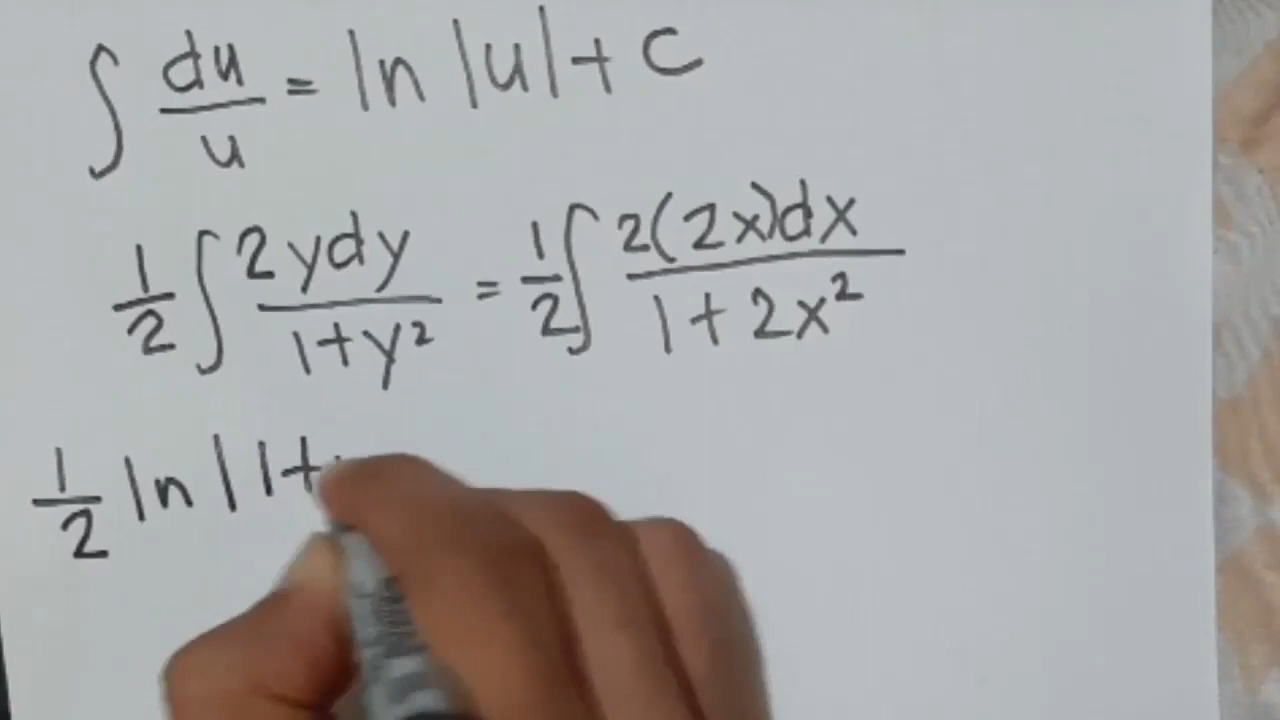 ∫ du/u = ln |u| + C
1/2 ∫ 2ydy/1+y² = 1/2 ∫ 2(2x)dx/1+2x²
1/2 ln |1+